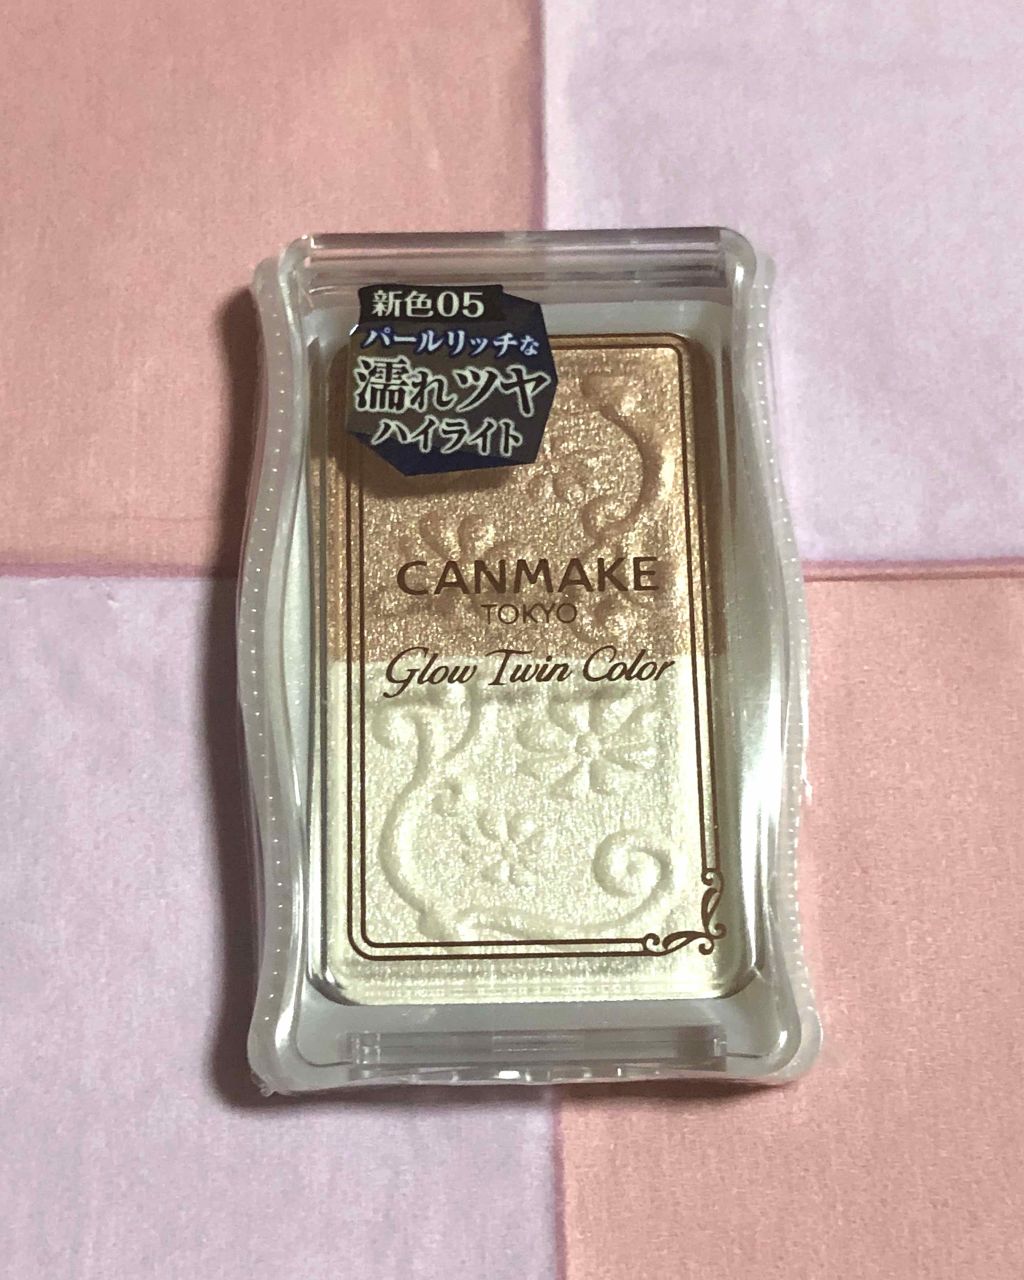 新色05
パールリッチな
濡れツヤ
ハイライト
CANMAKE
TOKYO
Glow Twin Color